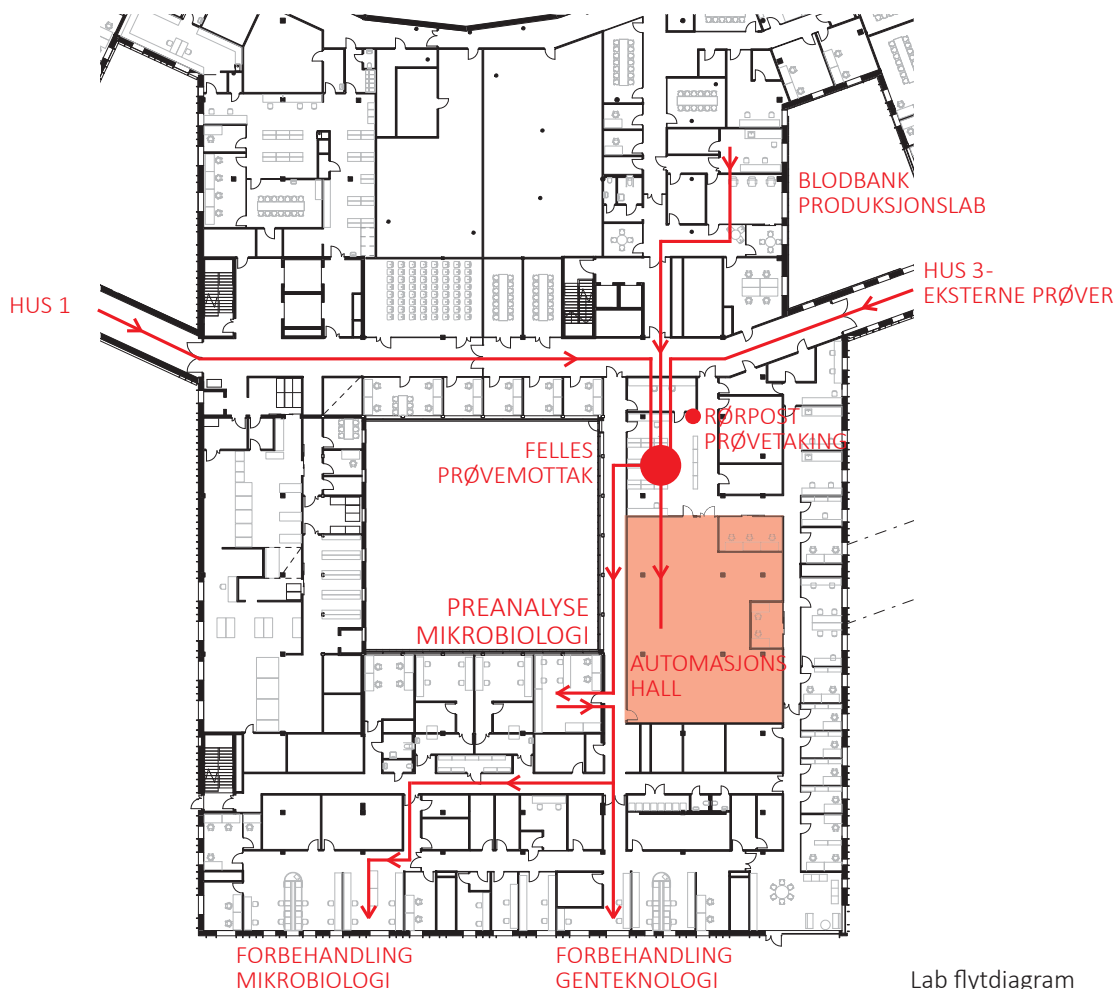 BLODBANK
PRODUKSJONSLAB
HUS 1
HUS 3-
EKSTERNE PRØVER
RØRPOST
PRØVETAKING
FELLES
PRØVEMOTTAK
PREANALYSE
MIKROBIOLOGI
AUTOMASJONS
HALL
FORBEHANDLING
MIKROBIOLOGI
FORBEHANDLING
GENTEKNOLOGI
Lab flytdiagram